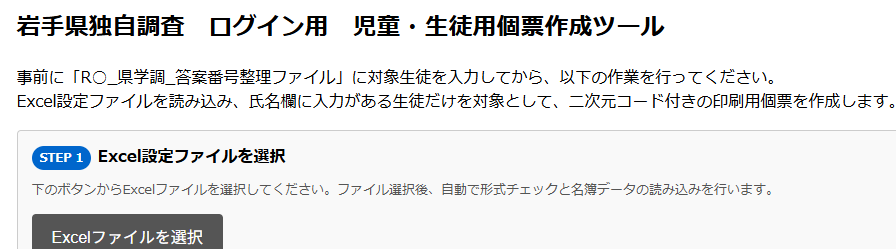 岩手県独自調査　ログイン用　児童・生徒用個票作成ツール
事前に「R○_県学調_答案番号整理ファイル」に対象生徒を入力してから、以下の作業を行ってください。
Excel設定ファイルを読み込み、氏名欄に入力がある生徒だけを対象として、二次元コード付きの印刷用個票を作成します。
STEP 1 Excel設定ファイルを選択
下のボタンからExcelファイルを選択してください。ファイル選択後、自動で形式チェックと名簿データの読み込みを行います。
Excelファイルを選択